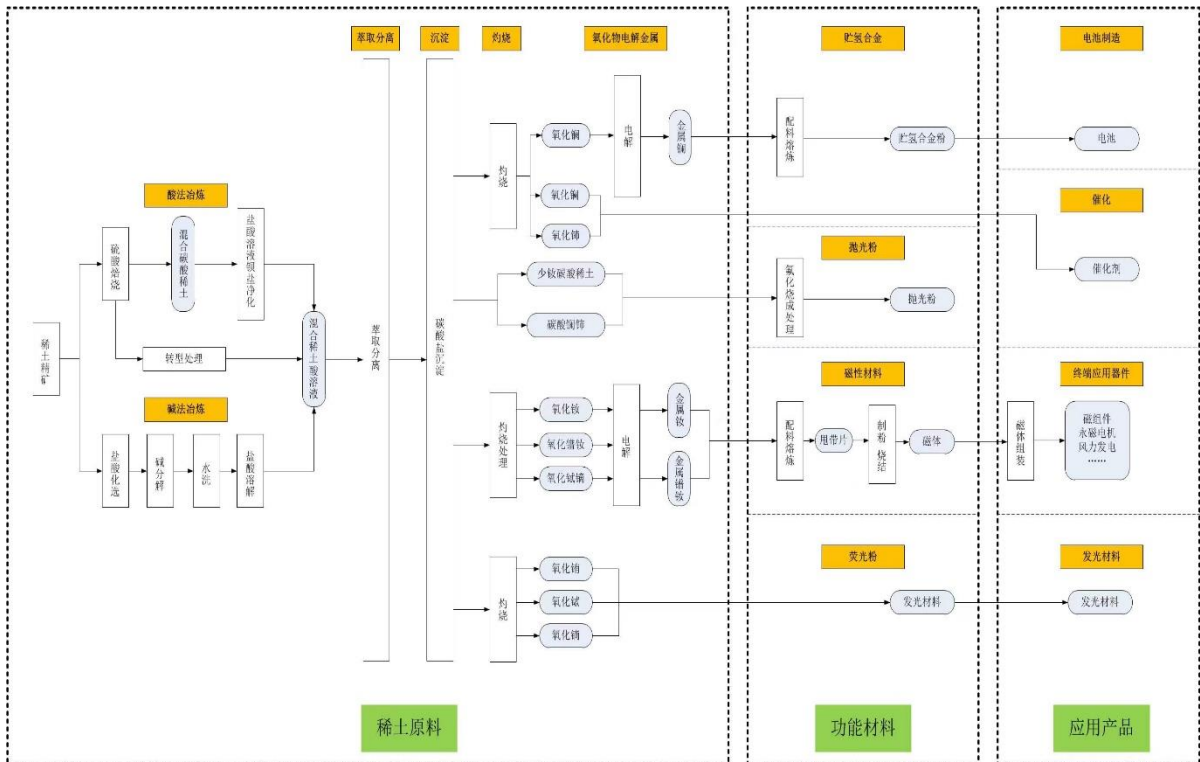 萃取分离
沉淀
灼烧
氧化物电解金属
贮氢合金
电池制造
酸法冶炼
碱法冶炼
稀土精矿
硫酸焙烧
混合碳酸稀土
盐酸溶液钡盐净化
转型处理
盐酸化选
碱分解
水洗
盐酸溶解
混合稀土酸溶液
萃取分离
碳酸盐沉淀
灼烧
氧化镧
电解
金属镧
氧化镧
氧化铈
少钕碳酸稀土
碳酸镧铈
灼烧处理
氧化钕
氧化镨钕
氧化铽镝
电解
金属钕
金属镨钕
灼烧
氧化铕
氧化铽
稀土原料
配料熔炼
贮氢合金粉
抛光粉
氟化烧成处理
抛光粉
磁性材料
配料熔炼
甩带片
制粉 烧结
磁体
荧光粉
发光材料
功能材料
电池
催化
催化剂
终端应用器件
磁体组装
磁组件
永磁电机
风力发电
……
发光材料
发光材料
应用产品